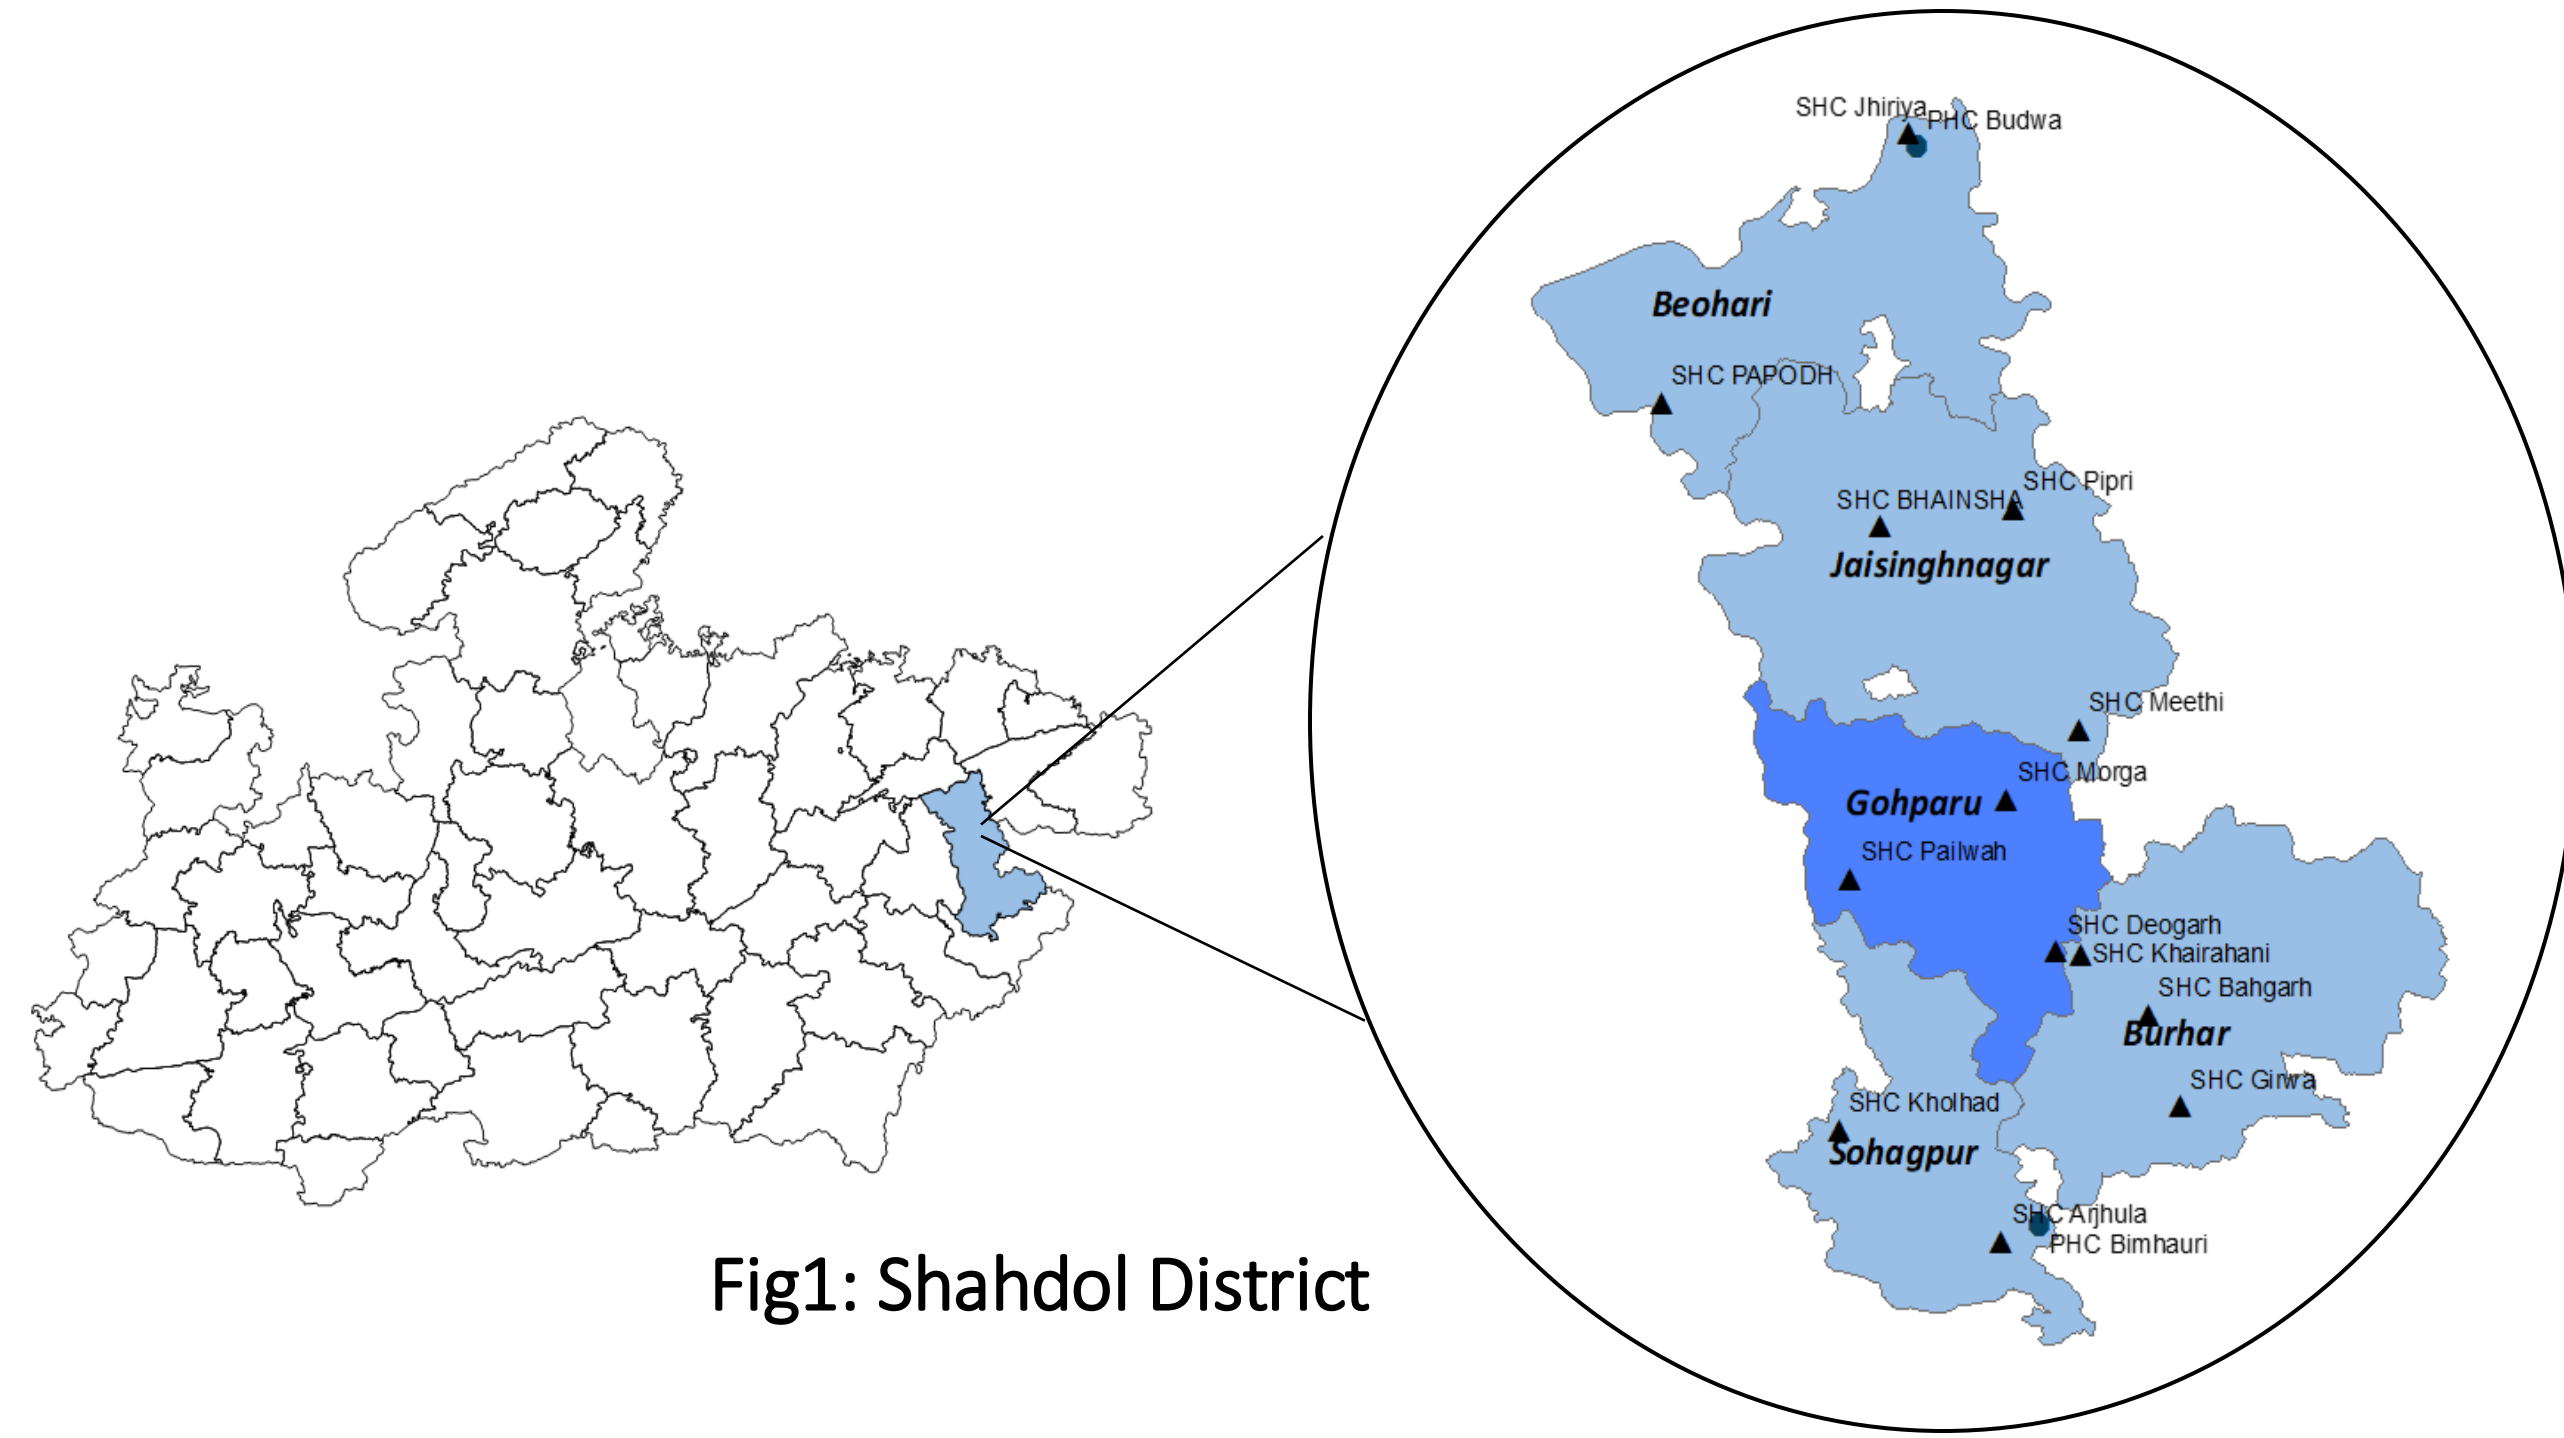 SHC Jhiriya
PHC Budwa
Beohari
SHC PAPODH
SHC Pipri
SHC BHAINSHA
Jaisinghnagar
SHC Meethi
SHC Morga
Gohparu
SHC Pailwah
SHC Deogarh
SHC Khairahani
SHC Bahgarh
Burhar
SHC Girwa
SHC Kholhad
Sohagpur
SHC Arjhula
PHC Bimhauri
Fig1: Shahdol District